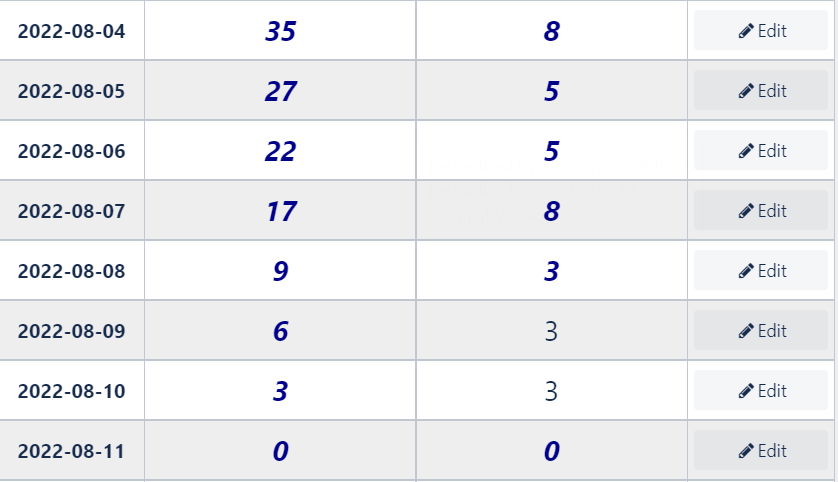 2022-08-04 35 8 Edit
2022-08-05 27 5 Edit
2022-08-06 22 5 Edit
2022-08-07 17 8 Edit
2022-08-08 9 3 Edit
2022-08-09 6 3 Edit
2022-08-10 3 3 Edit
2022-08-11 0 0 Edit